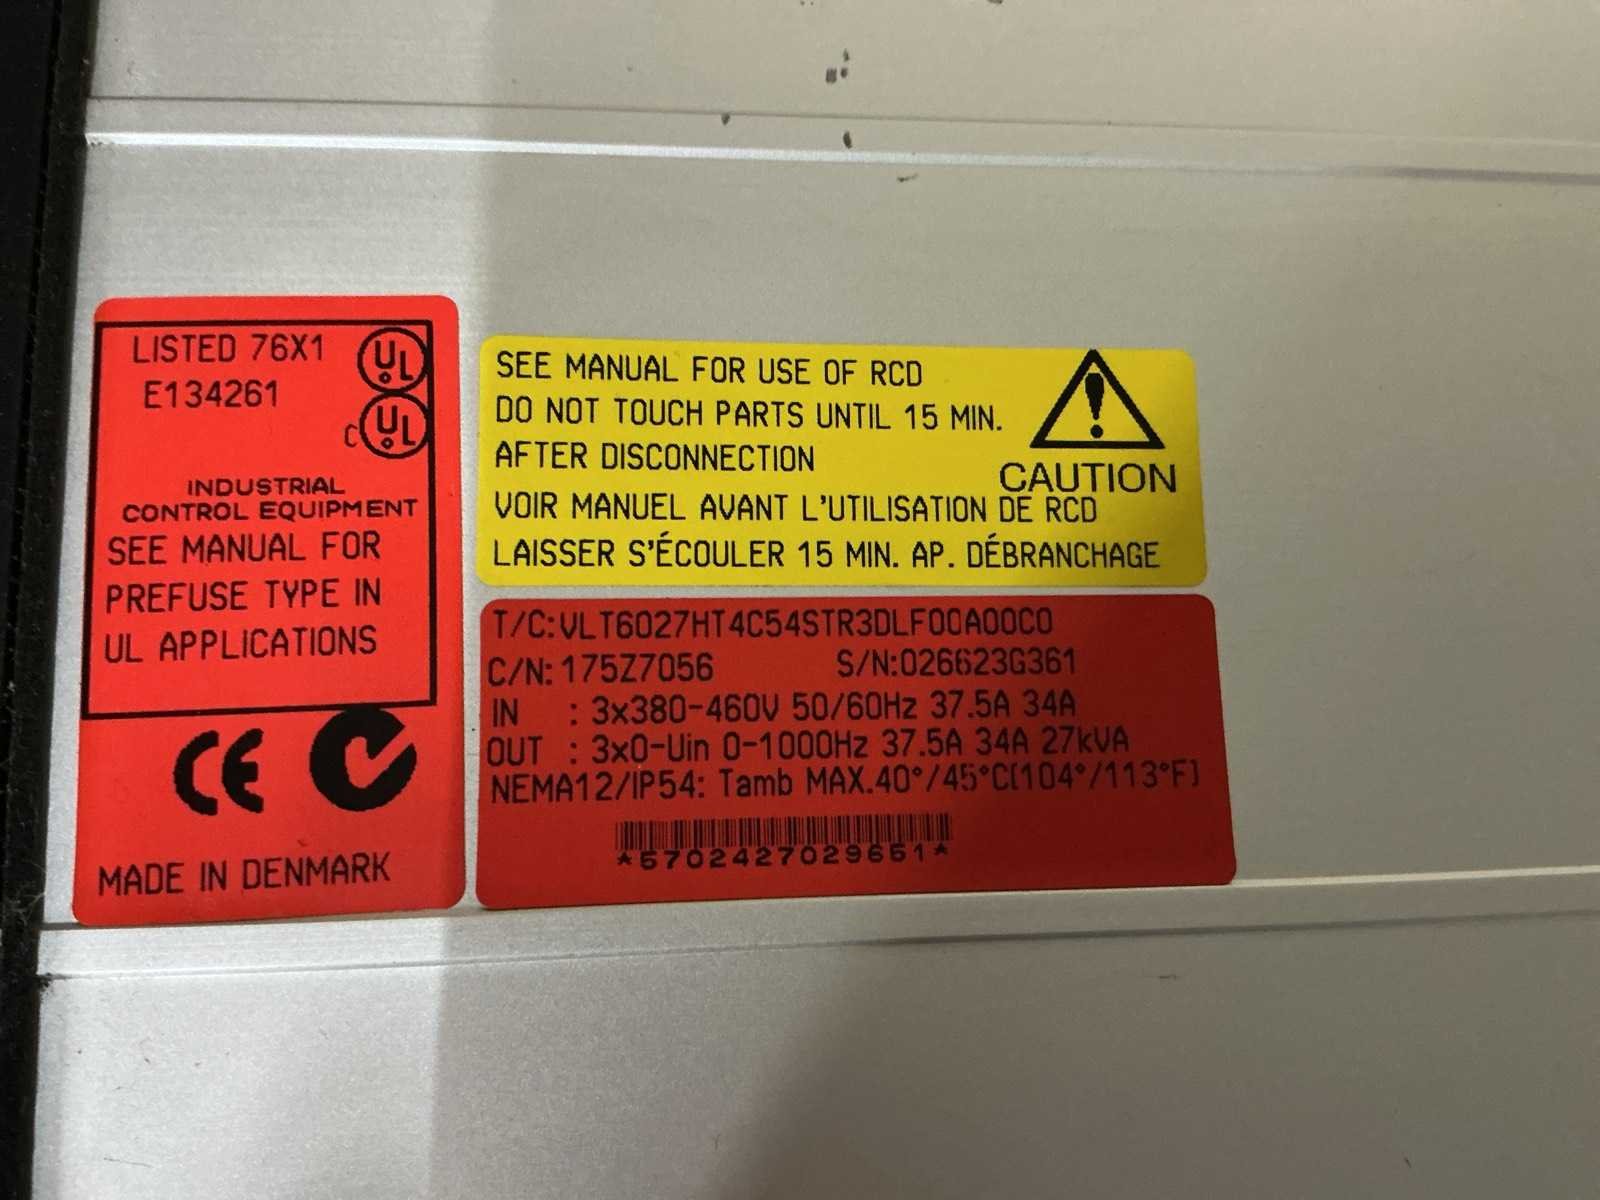 LISTED 76X1
E134261
UL
c UL
INDUSTRIAL
CONTROL EQUIPMENT
SEE MANUAL FOR
PREFUSE TYPE IN
UL APPLICATIONS
CE
MADE IN DENMARK
SEE MANUAL FOR USE OF RCD
DO NOT TOUCH PARTS UNTIL 15 MIN.
AFTER DISCONNECTION
CAUTION
VOIR MANUEL AVANT L'UTILISATION DE RCD
LAISSER S'ÉCOULER 15 MIN. AP. DÉBRANCHAGE
T/C:VLT6027HT4C54STR3DLF00A00C0
C/N: 175Z7056 S/N:026623G361
IN : 3x380-460V 50/60Hz 37.5A 34A
OUT : 3x0-Uin 0-1000Hz 37.5A 34A 27kVA
NEMA12/IP54: Tamb MAX.40°/45°C(104°/113°F)
*5702427029651*